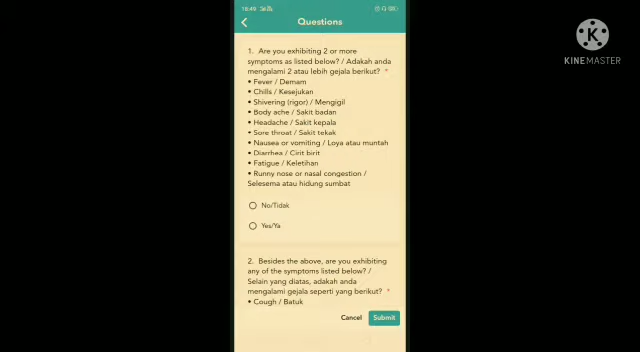 18:49
Questions
1. Are you exhibiting 2 or more
symptoms as listed below? / Adakah anda
mengalami 2 atau lebih gejala berikut? *
• Fever / Demam
• Chills / Kesejukan
• Shivering (rigor) / Mengigil
• Body ache / Sakit badan
• Headache / Sakit kepala
• Sore throat / Sakit tekak
• Nausea or vomiting / Loya atau muntah
• Diarrhea / Cirit birit
• Fatigue / Keletihan
• Runny nose or nasal congestion /
Selesema atau hidung sumbat
No/Tidak
Yes/Ya
2. Besides the above, are you exhibiting
any of the symptoms listed below? /
Selain yang diatas, adakah anda
mengalami gejala seperti yang berikut? *
• Cough / Batuk
Cancel
Submit
K
KINEMASTER